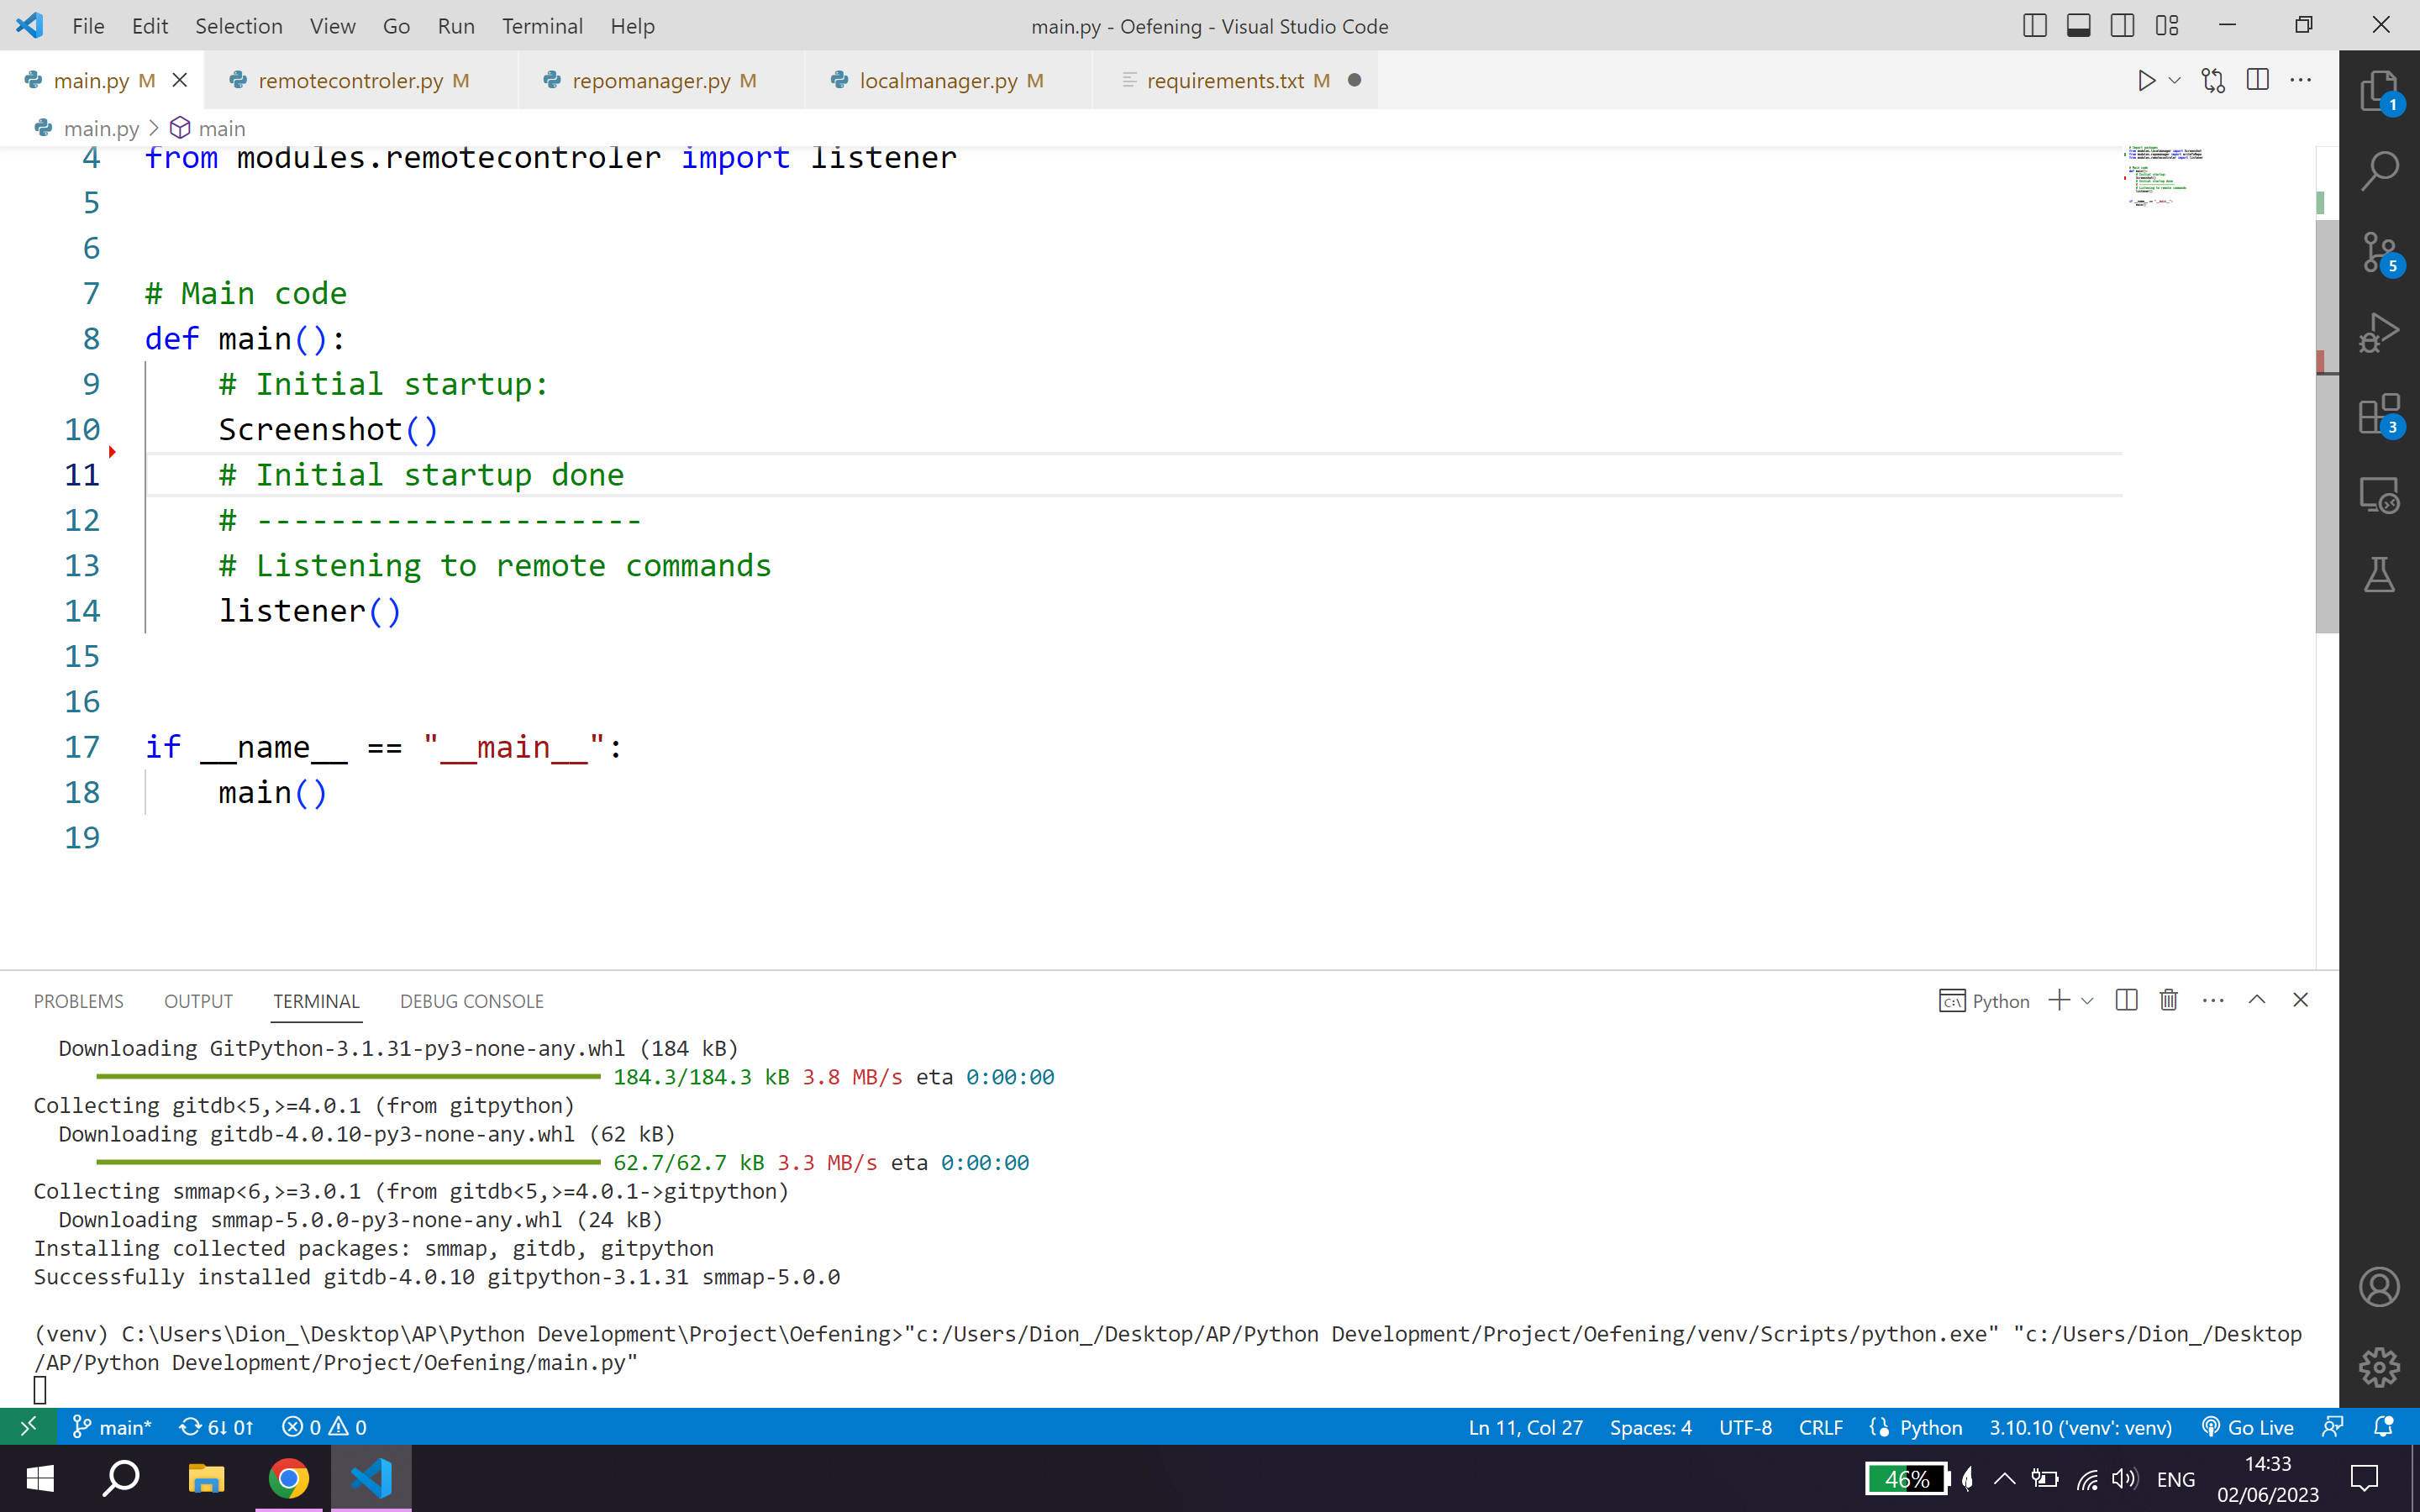 File Edit Selection View Go Run Terminal Help
main.py - Oefening - Visual Studio Code
main.py M
remotecontroler.py M
repomanager.py M
localmanager.py M
requirements.txt M
main.py > main
4 from modules.remotecontroler import listener
5
6
7 # Main code
8 def main():
9 # Initial startup:
10 Screenshot()
11 # Initial startup done
12 # ---------------------
13 # Listening to remote commands
14 listener()
15
16
17 if __name__ == "__main__":
18 main()
19
1
5
3
PROBLEMS OUTPUT TERMINAL DEBUG CONSOLE
Python
Downloading GitPython-3.1.31-py3-none-any.whl (184 kB)
184.3/184.3 kB 3.8 MB/s eta 0:00:00
Collecting gitdb<5,>=4.0.1 (from gitpython)
Downloading gitdb-4.0.10-py3-none-any.whl (62 kB)
62.7/62.7 kB 3.3 MB/s eta 0:00:00
Collecting smmap<6,>=3.0.1 (from gitdb<5,>=4.0.1->gitpython)
Downloading smmap-5.0.0-py3-none-any.whl (24 kB)
Installing collected packages: smmap, gitdb, gitpython
Successfully installed gitdb-4.0.10 gitpython-3.1.31 smmap-5.0.0
(venv) C:\Users\Dion_\Desktop\AP\Python Development\Project\Oefening>"c:/Users/Dion_/Desktop/AP/Python Development/Project/Oefening/venv/Scripts/python.exe" "c:/Users/Dion_/Desktop
/AP/Python Development/Project/Oefening/main.py"
main* 6↓ 0↑ 0 0
Ln 11, Col 27 Spaces: 4 UTF-8 CRLF Python 3.10.10 ('venv': venv) Go Live
46% ENG
14:33
02/06/2023